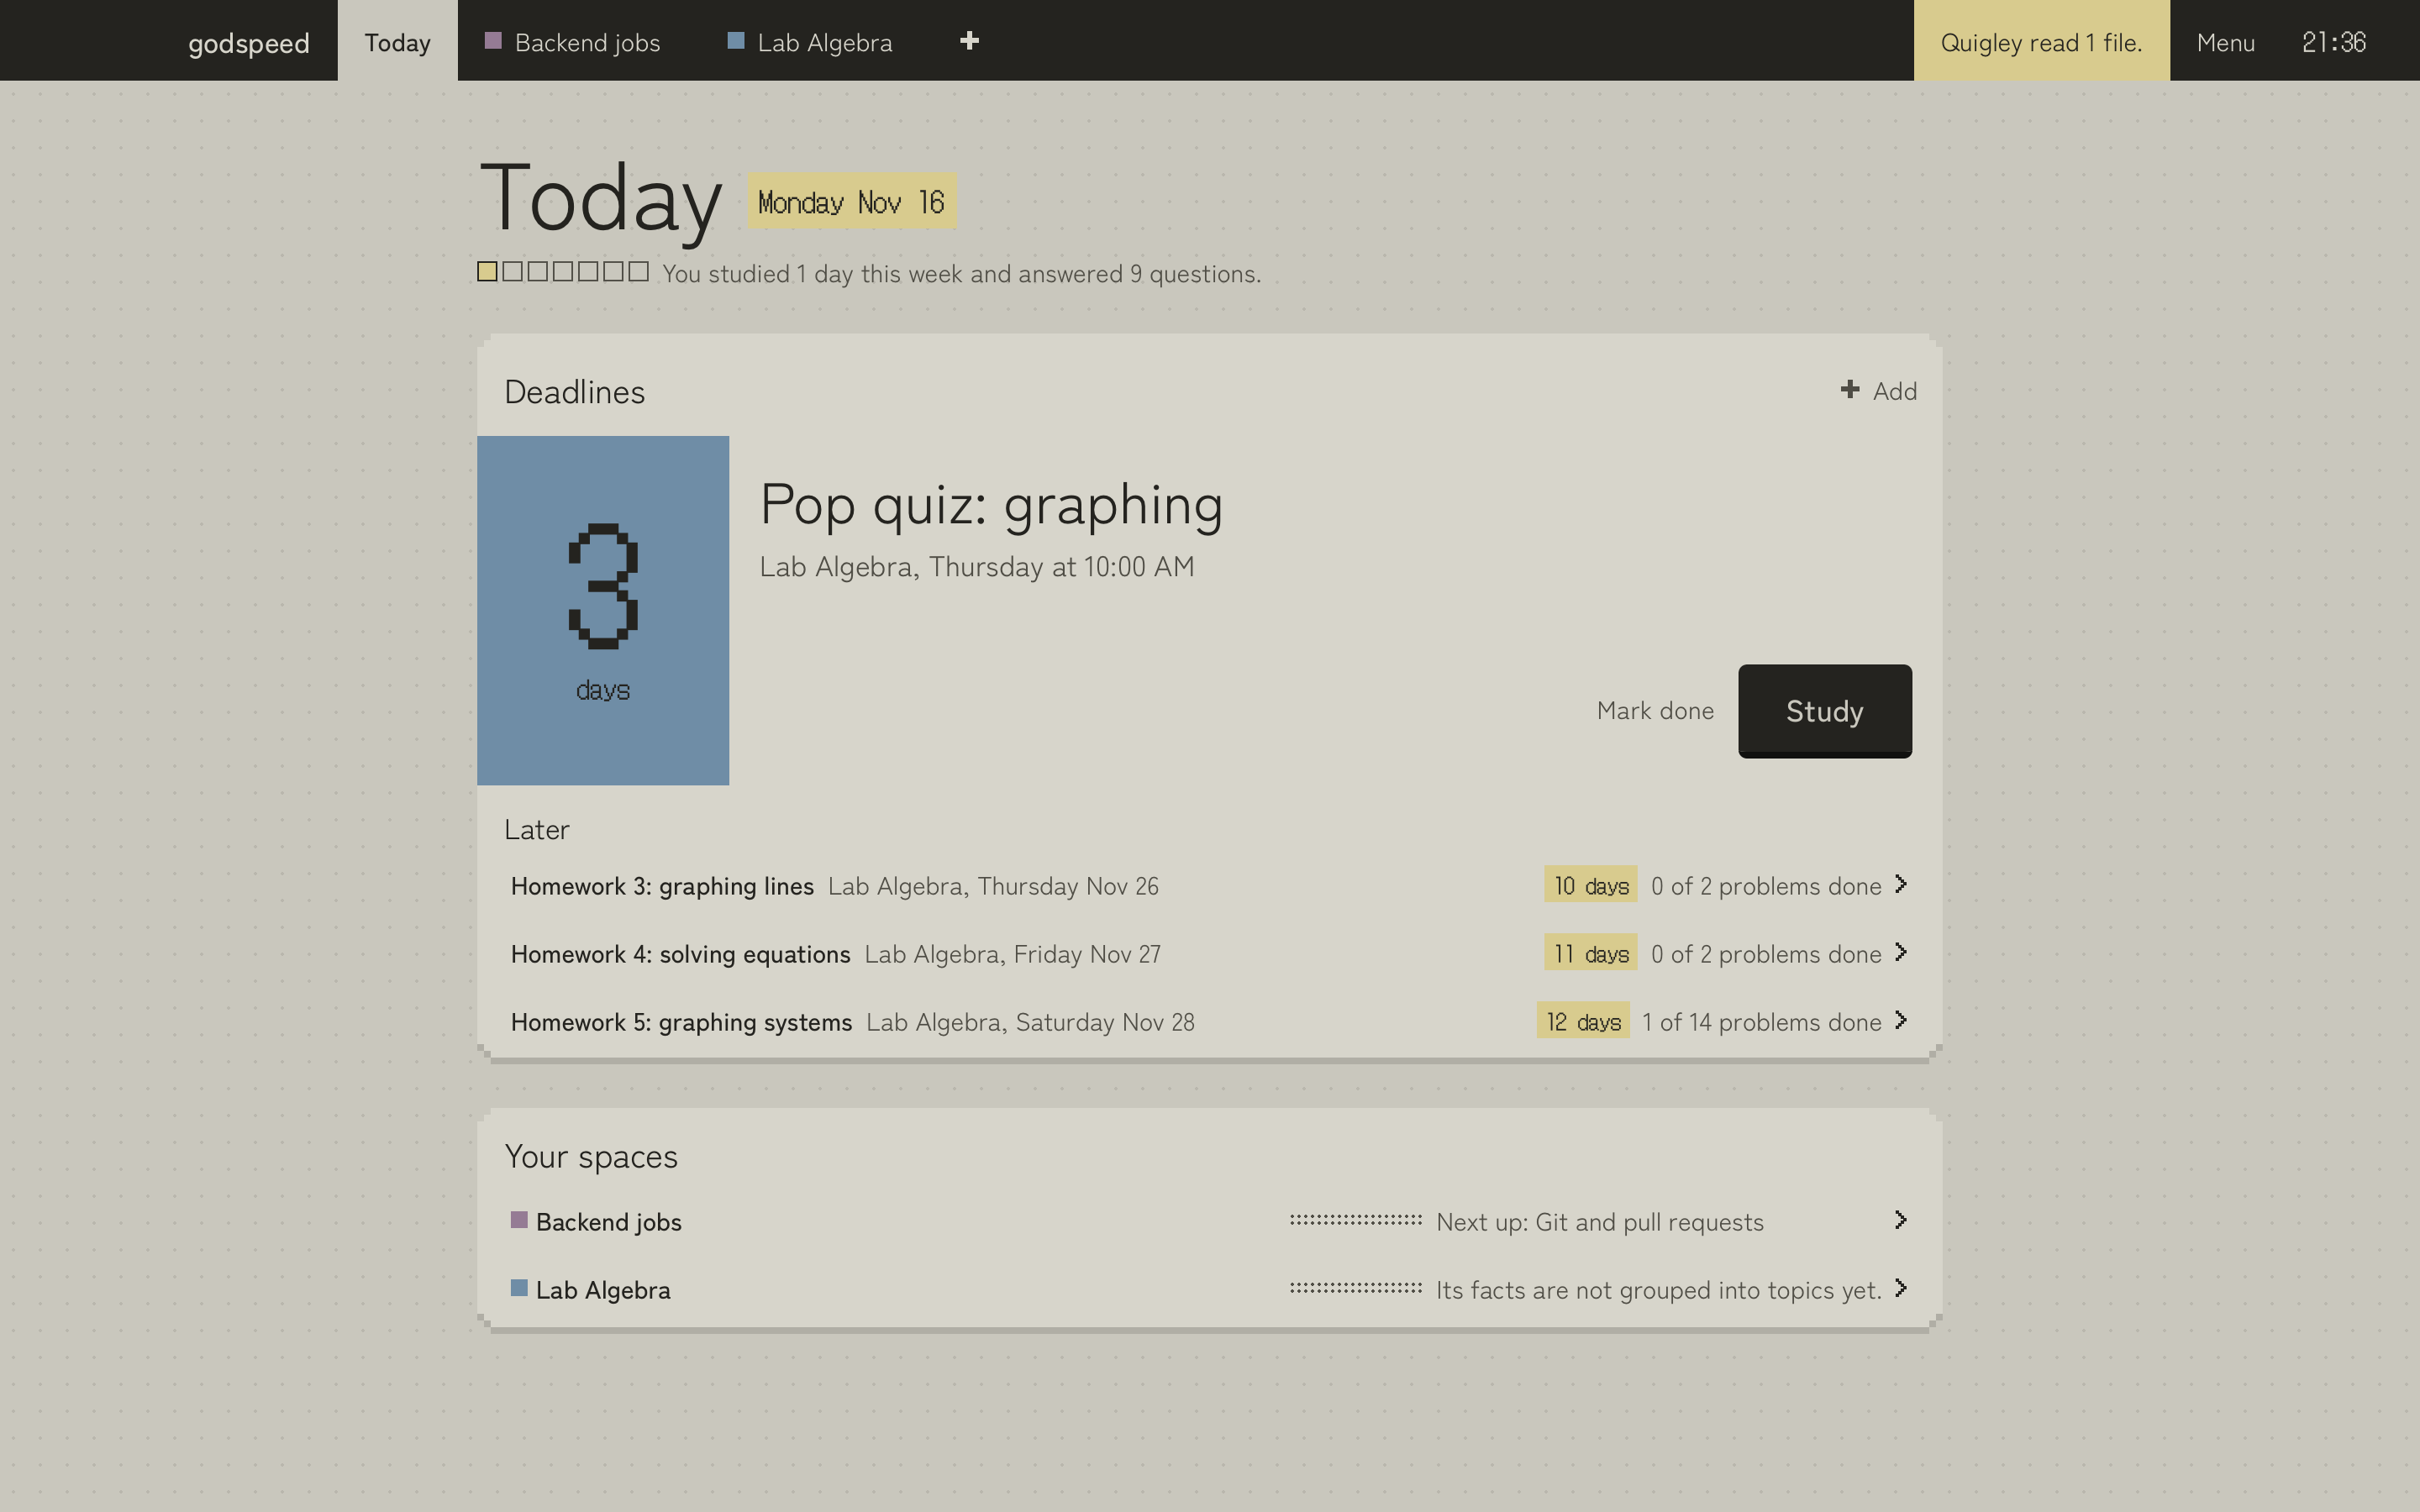 godspeed Today Backend jobs Lab Algebra Quigley read 1 file. Menu 21:36
Today Monday Nov 16
You studied 1 day this week and answered 9 questions.
Deadlines + Add
3
days
Pop quiz: graphing
Lab Algebra, Thursday at 10:00 AM
Mark done Study
Later
Homework 3: graphing lines Lab Algebra, Thursday Nov 26 10 days 0 of 2 problems done
Homework 4: solving equations Lab Algebra, Friday Nov 27 11 days 0 of 2 problems done
Homework 5: graphing systems Lab Algebra, Saturday Nov 28 12 days 1 of 14 problems done
Your spaces
Backend jobs Next up: Git and pull requests
Lab Algebra Its facts are not grouped into topics yet.